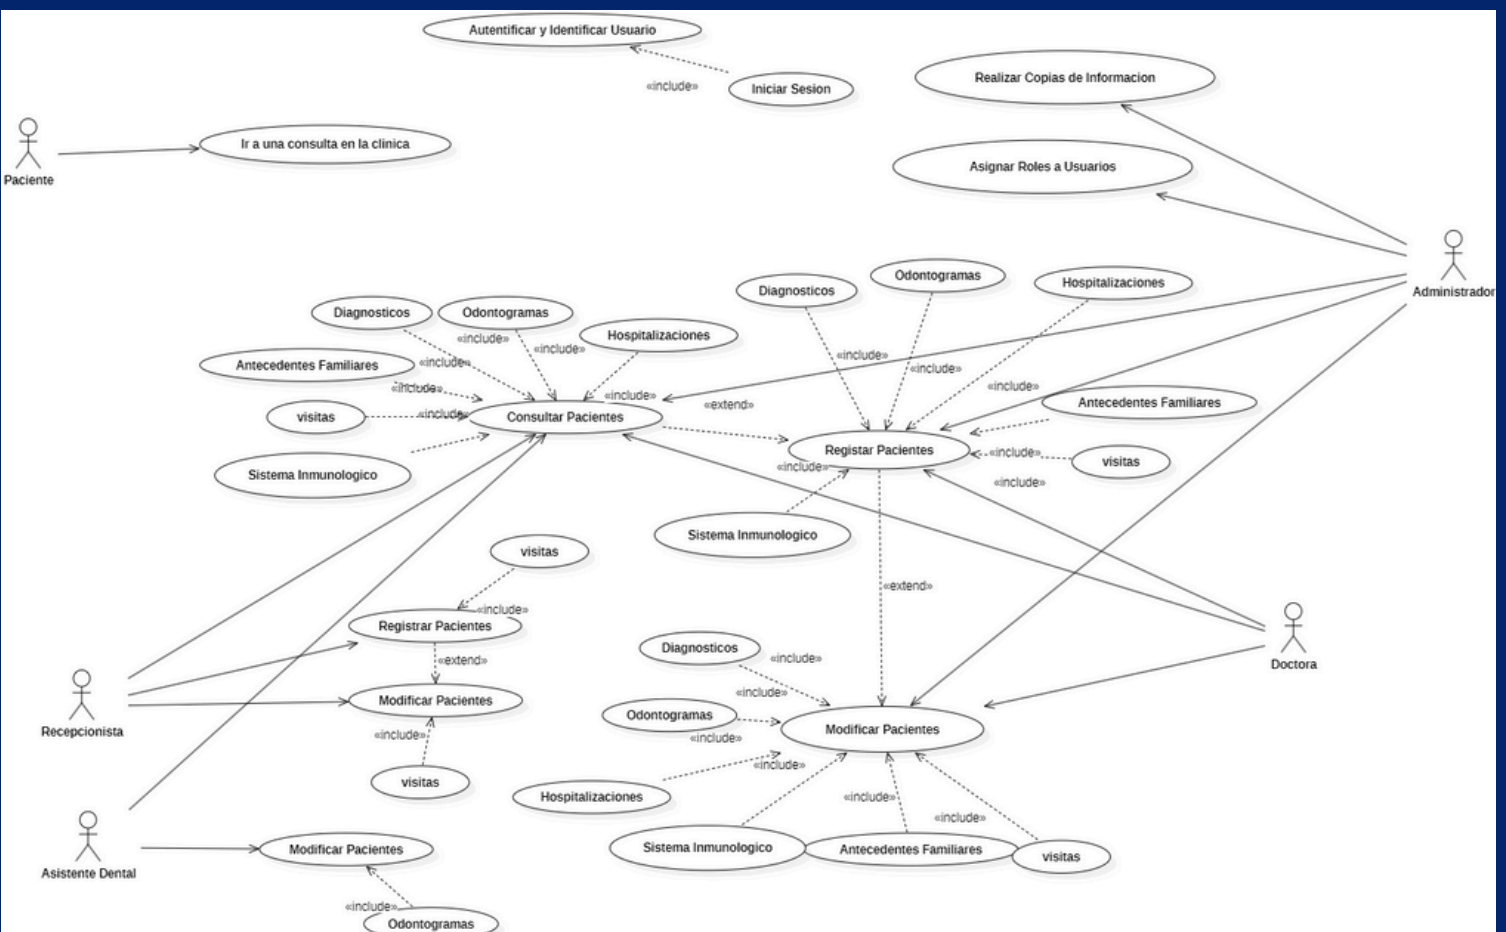 Autentificar y Identificar Usuario
«include»
Iniciar Sesion
Realizar Copias de Informacion
Paciente
Ir a una consulta en la clinica
Asignar Roles a Usuarios
Administrador
Diagnosticos
Odontogramas
Hospitalizaciones
Diagnosticos
Odontogramas
Hospitalizaciones
«include»
«include»
«include»
«include»
Antecedentes Familiares
«include»
«include»
«include»
«include»
«extend»
Antecedentes Familiares
visitas
«include»
Consultar Pacientes
Registar Pacientes
«include»
visitas
«include»
«include»
Sistema Inmunologico
Sistema Inmunologico
visitas
«include»
«extend»
Registrar Pacientes
«extend»
Diagnosticos
«include»
Doctora
Recepcionista
Modificar Pacientes
«include»
«include»
Odontogramas
«include»
Modificar Pacientes
«include»
visitas
Hospitalizaciones
«include»
«include»
Asistente Dental
Modificar Pacientes
Sistema Inmunologico
Antecedentes Familiares
visitas
«include»
Odontogramas